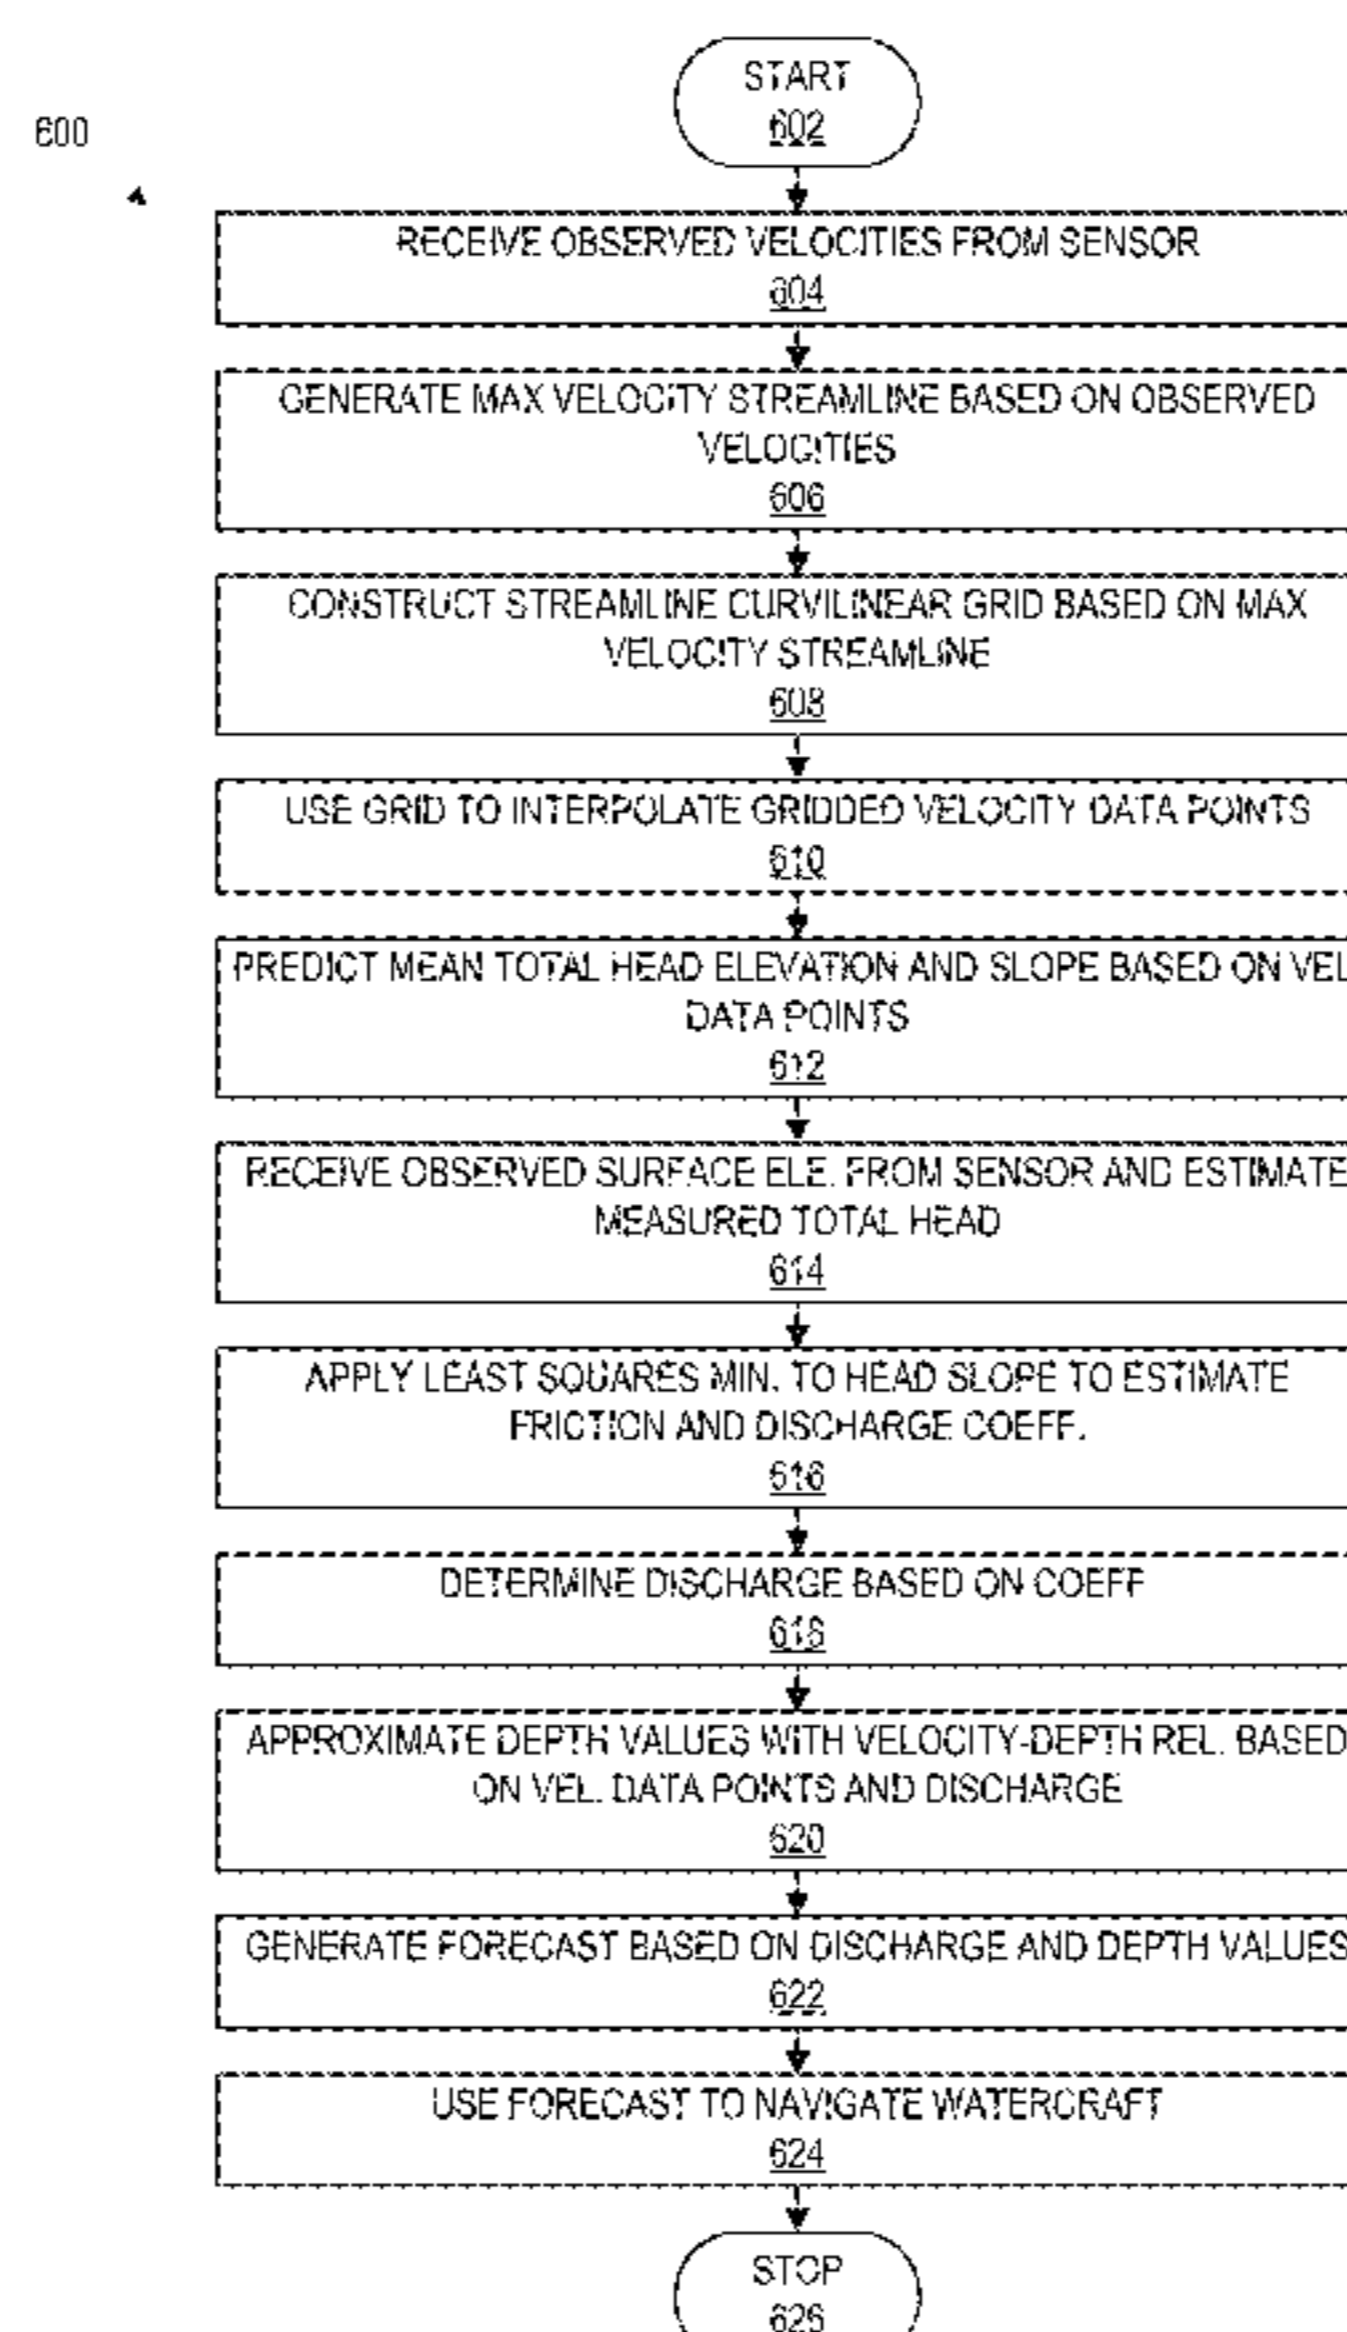 START
602
600
RECEIVE OBSERVED VELOCITIES FROM SENSOR
604
GENERATE MAX VELOCITY STREAMLINE BASED ON OBSERVED
VELOCITIES
606
CONSTRUCT STREAMLINE CURVILINEAR GRID BASED ON MAX
VELOCITY STREAMLINE
608
USE GRID TO INTERPOLATE GRIDDED VELOCITY DATA POINTS
610
PREDICT MEAN TOTAL HEAD ELEVATION AND SLOPE BASED ON VEL
DATA POINTS
612
RECEIVE OBSERVED SURFACE ELE. FROM SENSOR AND ESTIMATE
MEASURED TOTAL HEAD
614
APPLY LEAST SQUARES MIN. TO HEAD SLOPE TO ESTIMATE
FRICTION AND DISCHARGE COEFF.
616
DETERMINE DISCHARGE BASED ON COEFF
618
APPROXIMATE DEPTH VALUES WITH VELOCITY-DEPTH REL. BASED
ON VEL. DATA POINTS AND DISCHARGE
620
GENERATE FORECAST BASED ON DISCHARGE AND DEPTH VALUES
622
USE FORECAST TO NAVIGATE WATERCRAFT
624
STOP
626